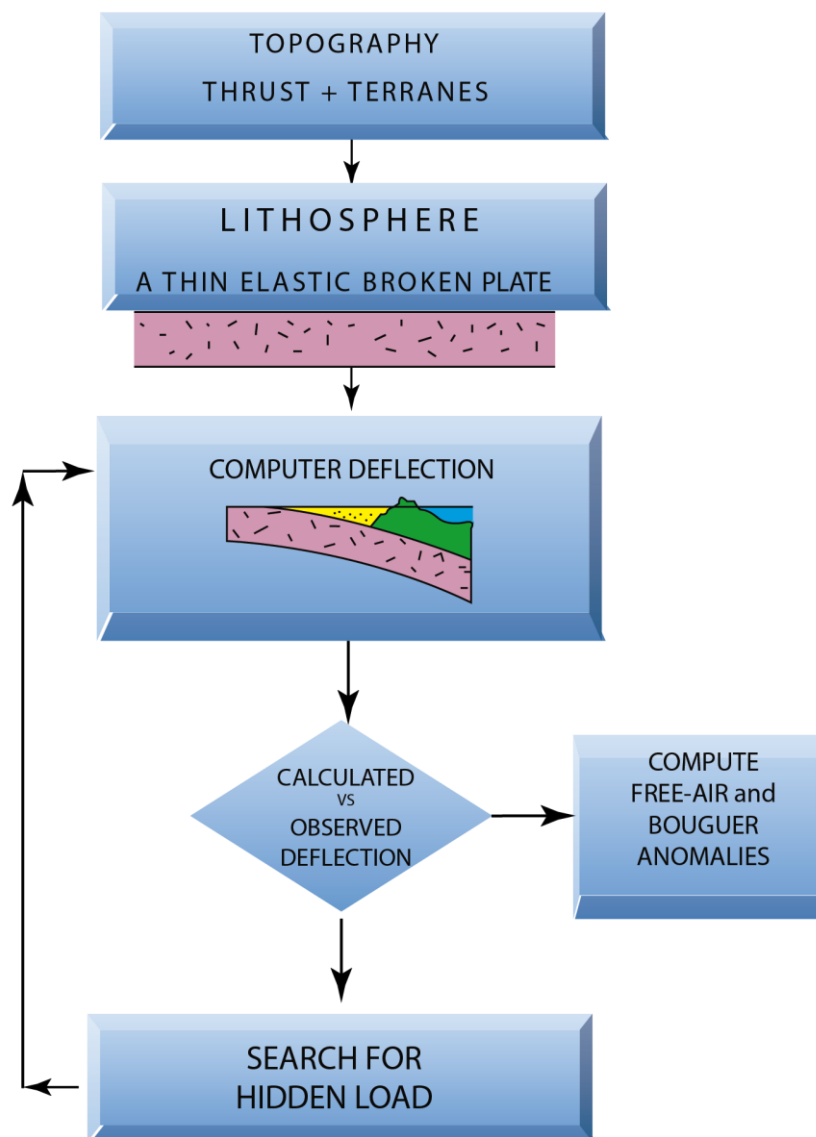 TOPOGRAPHY
THRUST + TERRANES
LITHOSPHERE
A THIN ELASTIC BROKEN PLATE
COMPUTER DEFLECTION
CALCULATED
VS
OBSERVED
DEFLECTION
COMPUTE
FREE-AIR and
BOUGUER
ANOMALIES
SEARCH FOR
HIDDEN LOAD